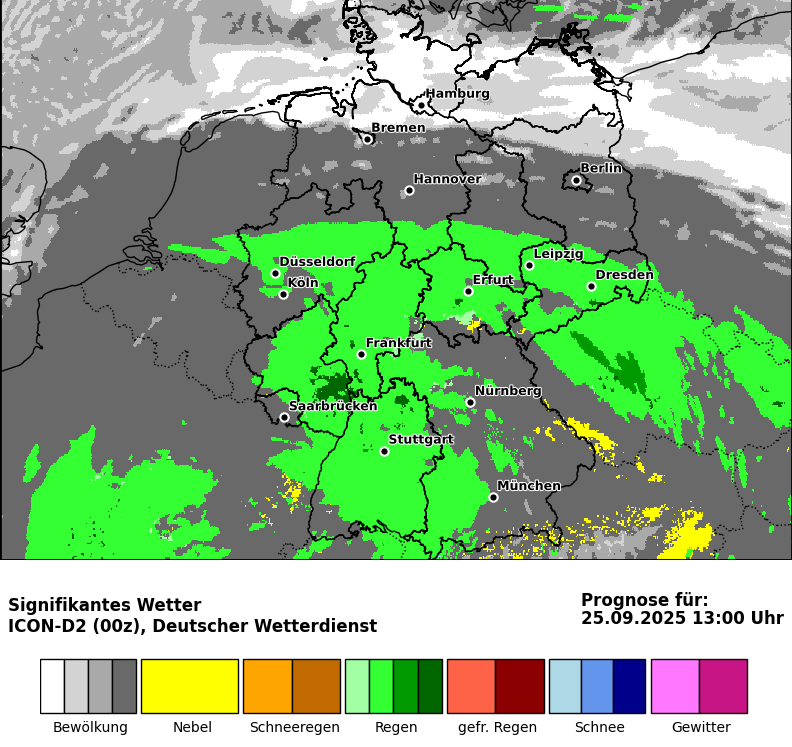 Hamburg
Bremen
Berlin
Hannover
Leipzig
Düsseldorf
Dresden
Köln
Erfurt
Frankfurt
Nürnberg
Saarbrücken
Stuttgart
München
Signifikantes Wetter
ICON-D2 (00z), Deutscher Wetterdienst
Prognose für:
25.09.2025 13:00 Uhr
Bewölkung
Nebel
Schneeregen
Regen
gefr. Regen
Schnee
Gewitter